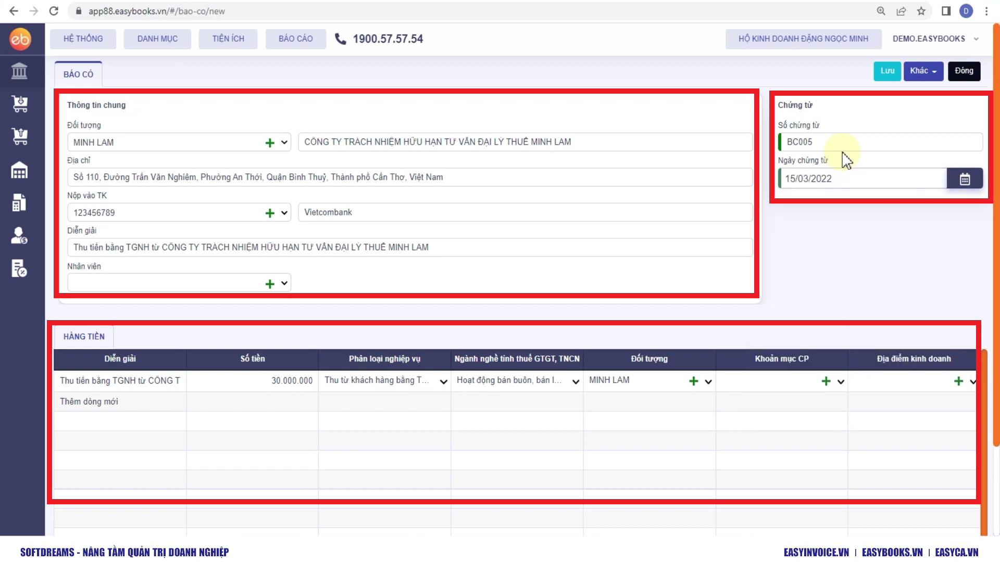 app88.easybooks.vn/#/bao-co/new
D
eb
HỆ THỐNG
DANH MỤC
TIỆN ÍCH
BÁO CÁO
1900.57.57.54
HỘ KINH DOANH ĐẶNG NGỌC MINH
DEMO.EASYBOOKS
BÁO CÓ
Lưu
Khác
Đóng
Thông tin chung
Đối tượng
MINH LAM
CÔNG TY TRÁCH NHIỆM HỮU HẠN TƯ VẤN ĐẠI LÝ THUẾ MINH LAM
Địa chỉ
Số 110, Đường Trần Văn Nghiêm, Phường An Thới, Quận Bình Thuỷ, Thành phố Cần Thơ, Việt Nam
Nộp vào TK
123456789
Vietcombank
Diễn giải
Thu tiền bằng TGNH từ CÔNG TY TRÁCH NHIỆM HỮU HẠN TƯ VẤN ĐẠI LÝ THUẾ MINH LAM
Nhân viên
Chứng từ
Số chứng từ
BC005
Ngày chứng từ
15/03/2022
HÀNG TIỀN
Diễn giải
Số tiền
Phân loại nghiệp vụ
Ngành nghề tính thuế GTGT, TNCN
Đối tượng
Khoản mục CP
Địa điểm kinh doanh
Thu tiền bằng TGNH từ CÔNG T
30.000.000
Thu từ khách hàng bằng T...
Hoạt động bán buôn, bán l...
MINH LAM
Thêm dòng mới
SOFTDREAMS - NÂNG TẦM QUẢN TRỊ DOANH NGHIỆP
EASYINVOICE.VN | EASYBOOKS.VN | EASYCA.VN